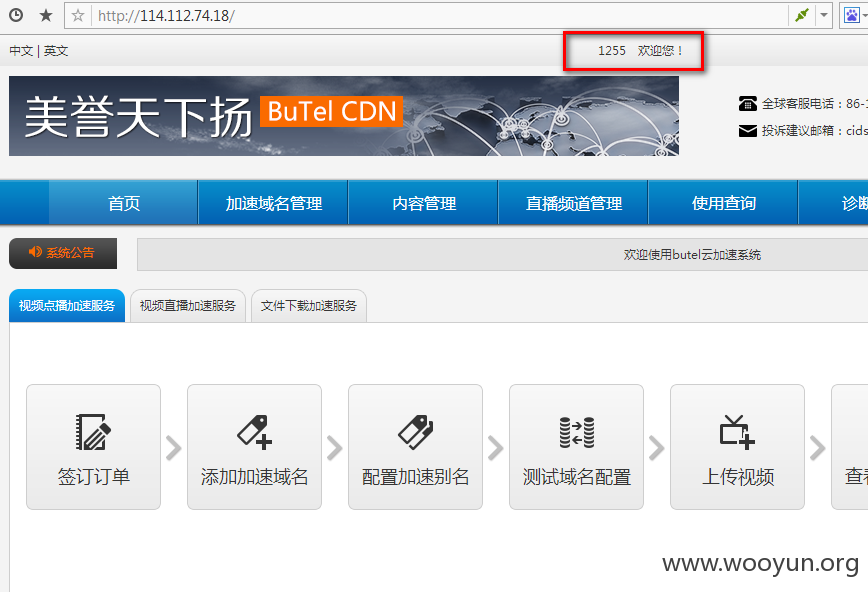 http://114.112.74.18/
中文 | 英文
1255 欢迎您！
美誉天下扬 BuTel CDN
全球客服电话：86-
投诉建议邮箱：cids
首页 加速域名管理 内容管理 直播频道管理 使用查询 诊断
系统公告 欢迎使用butel云加速系统
视频点播加速服务 视频直播加速服务 文件下载加速服务
签订订单 添加加速域名 配置加速别名 测试域名配置 上传视频 查看
www.wooyun.org